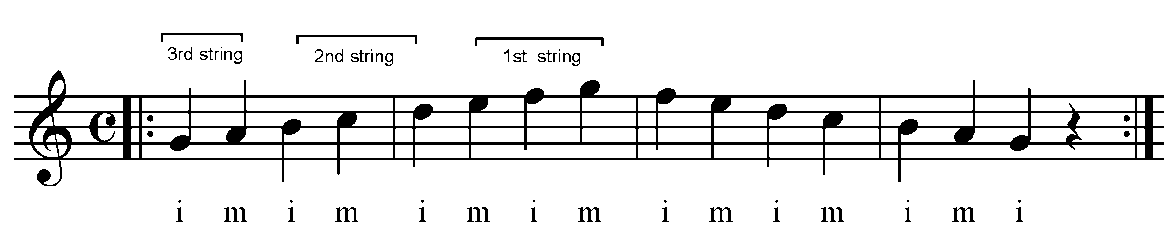 3rd string 2nd string 1st string
i m i m i m i m i m i m i m i